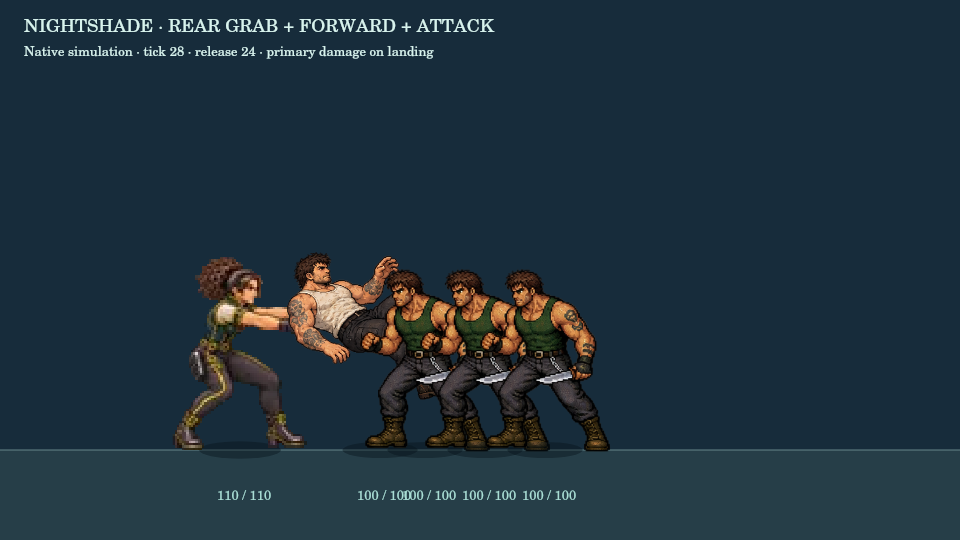 NIGHTSHADE · REAR GRAB + FORWARD + ATTACK
Native simulation · tick 28 · release 24 · primary damage on landing
110 / 110 100 / 100 100 / 100 100 / 100 100 / 100